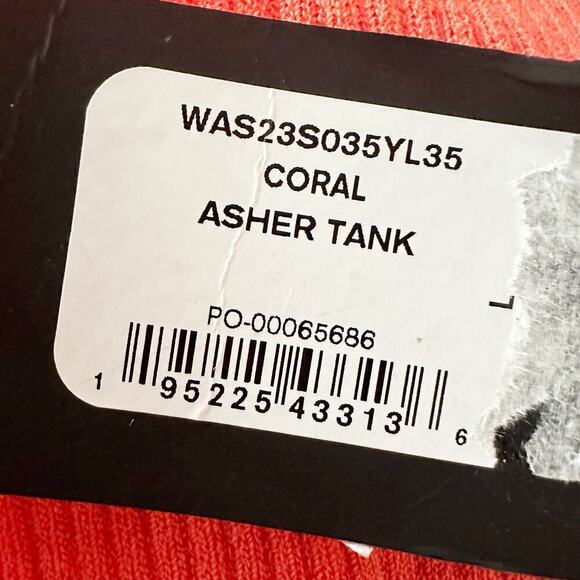 WAS23S035YL35
CORAL
ASHER TANK
L
PO-00065686
1 95225 43313 6